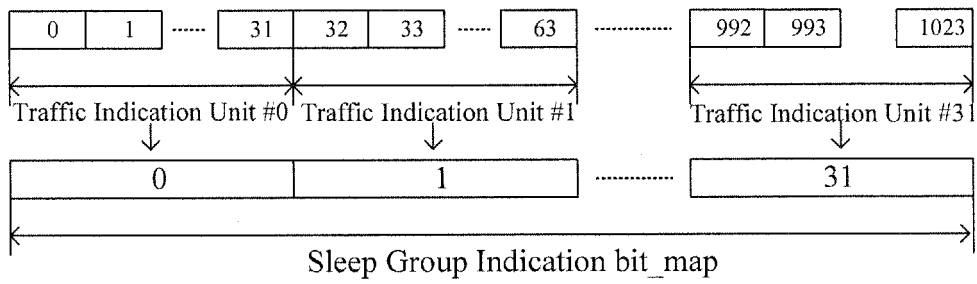 0 1 ...... 31 32 33 ..... 63 .............. 992 993 1023
Traffic Indication Unit #0 Traffic Indication Unit #1 Traffic Indication Unit #31
0 1 .............. 31
Sleep Group Indication bit_map